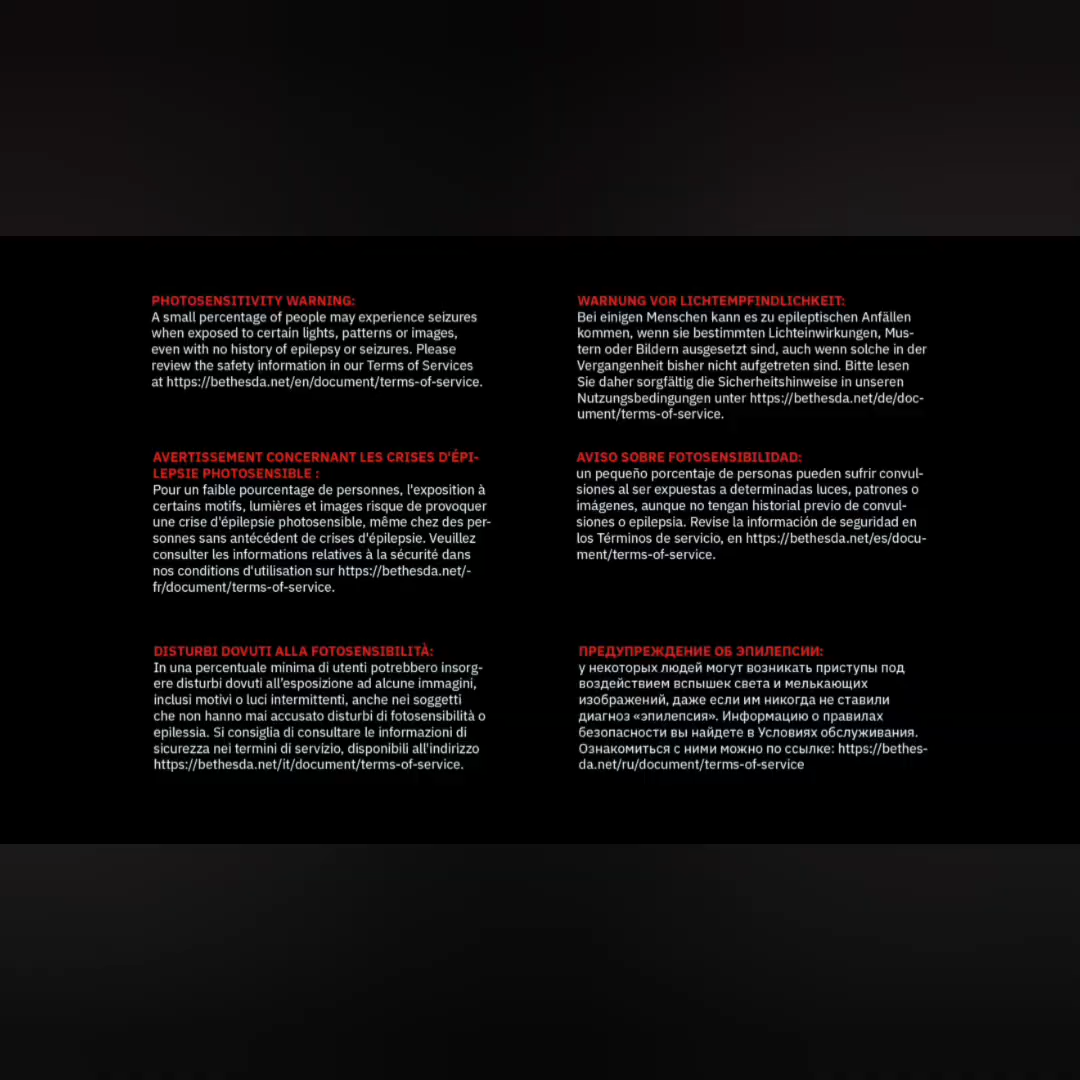 PHOTOSENSITIVITY WARNING:
A small percentage of people may experience seizures
when exposed to certain lights, patterns or images,
even with no history of epilepsy or seizures. Please
review the safety information in our Terms of Services
at https://bethesda.net/en/document/terms-of-service.
WARNUNG VOR LICHTEMPFINDLICHKEIT:
Bei einigen Menschen kann es zu epileptischen Anfällen
kommen, wenn sie bestimmten Lichteinwirkungen, Mus-
tern oder Bildern ausgesetzt sind, auch wenn solche in der
Vergangenheit bisher nicht aufgetreten sind. Bitte lesen
Sie daher sorgfältig die Sicherheitshinweise in unseren
Nutzungsbedingungen unter https://bethesda.net/de/doc-
ument/terms-of-service.
AVERTISSEMENT CONCERNANT LES CRISES D'ÉPI-
LEPSIE PHOTOSENSIBLE :
Pour un faible pourcentage de personnes, l'exposition à
certains motifs, lumières et images risque de provoquer
une crise d'épilepsie photosensible, même chez des per-
sonnes sans antécédent de crises d'épilepsie. Veuillez
consulter les informations relatives à la sécurité dans
nos conditions d'utilisation sur https://bethesda.net/-
fr/document/terms-of-service.
AVISO SOBRE FOTOSENSIBILIDAD:
un pequeño porcentaje de personas pueden sufrir convul-
siones al ser expuestas a determinadas luces, patrones o
imágenes, aunque no tengan historial previo de convul-
siones o epilepsia. Revise la información de seguridad en
los Términos de servicio, en https://bethesda.net/es/docu-
ment/terms-of-service.
DISTURBI DOVUTI ALLA FOTOSENSIBILITÀ:
In una percentuale minima di utenti potrebbero insorg-
ere disturbi dovuti all'esposizione ad alcune immagini,
inclusi motivi o luci intermittenti, anche nei soggetti
che non hanno mai accusato disturbi di fotosensibilità o
epilessia. Si consiglia di consultare le informazioni di
sicurezza nei termini di servizio, disponibili all'indirizzo
https://bethesda.net/it/document/terms-of-service.
ПРЕДУПРЕЖДЕНИЕ ОБ ЭПИЛЕПСИИ:
у некоторых людей могут возникать приступы под
воздействием вспышек света и мелькающих
изображений, даже если им никогда не ставили
диагноз «эпилепсия». Информацию о правилах
безопасности вы найдете в Условиях обслуживания.
Ознакомиться с ними можно по ссылке: https://bethes-
da.net/ru/document/terms-of-service